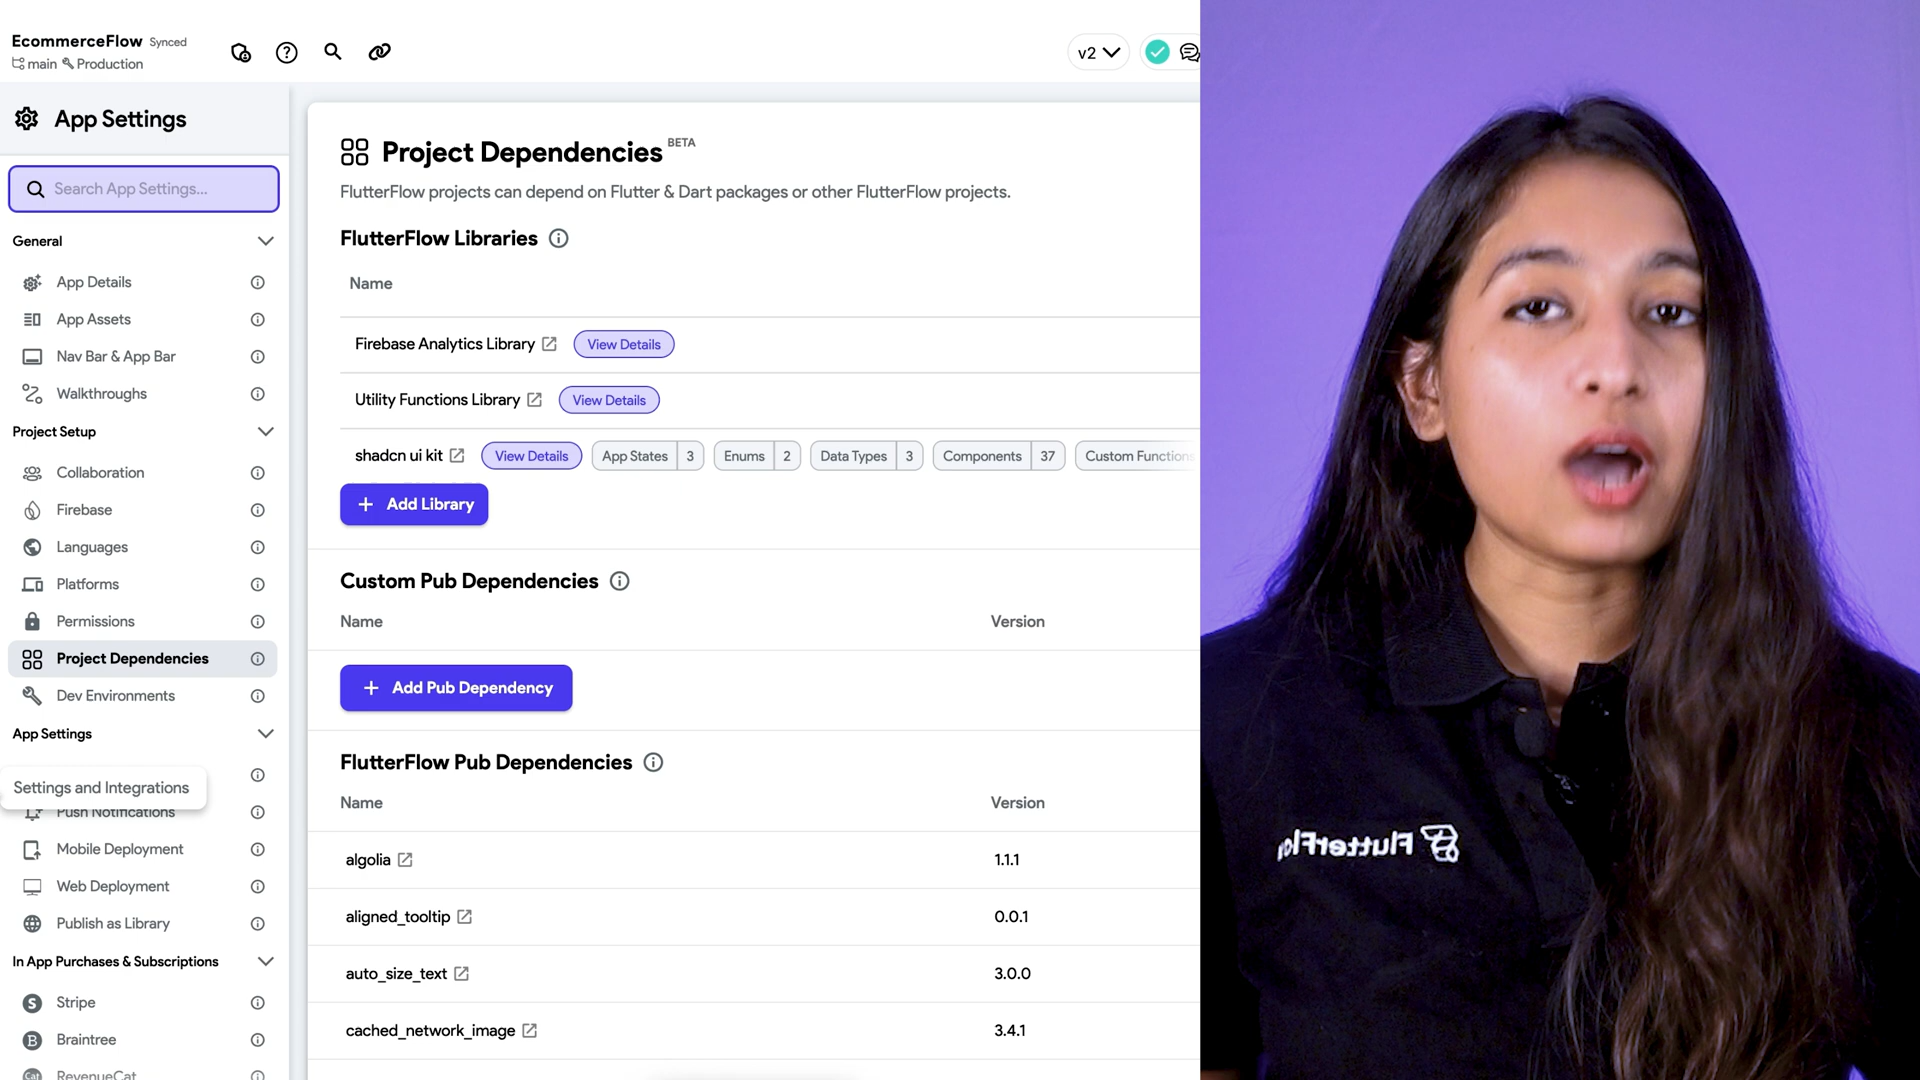 EcommerceFlow Synced
main Production
v2
App Settings
Search App Settings...
General
App Details
App Assets
Nav Bar & App Bar
Walkthroughs
Project Setup
Collaboration
Firebase
Languages
Platforms
Permissions
Project Dependencies
Dev Environments
App Settings
Settings and Integrations
Push Notifications
Mobile Deployment
Web Deployment
Publish as Library
In App Purchases & Subscriptions
Stripe
Braintree
RevenueCat
Project Dependencies BETA
FlutterFlow projects can depend on Flutter & Dart packages or other FlutterFlow projects.
FlutterFlow Libraries
Name
Firebase Analytics Library View Details
Utility Functions Library View Details
shadcn ui kit View Details App States 3 Enums 2 Data Types 3 Components 37 Custom Functions
+ Add Library
Custom Pub Dependencies
Name Version
+ Add Pub Dependency
FlutterFlow Pub Dependencies
Name Version
algolia 1.1.1
aligned_tooltip 0.0.1
auto_size_text 3.0.0
cached_network_image 3.4.1
FlutterFlo